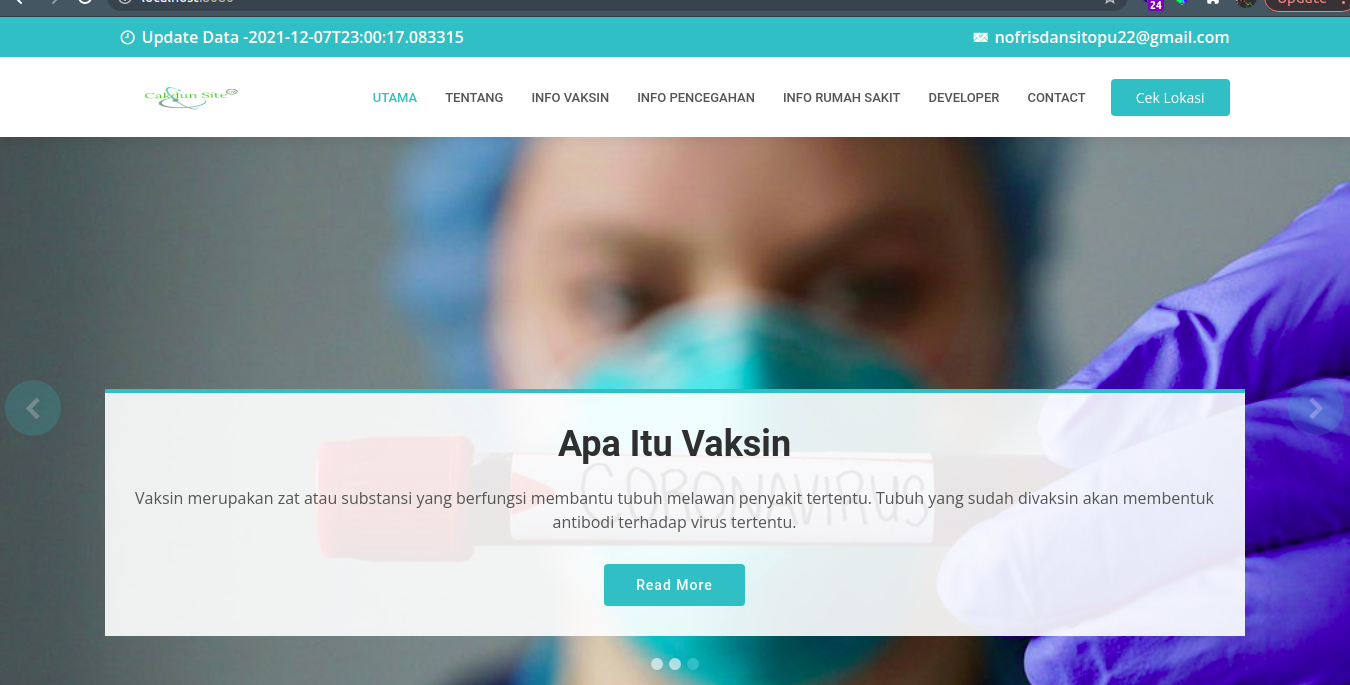 24
Update Data -2021-12-07T23:00:17.083315
nofrisdansitopu22@gmail.com
UTAMA
TENTANG
INFO VAKSIN
INFO PENCEGAHAN
INFO RUMAH SAKIT
DEVELOPER
CONTACT
Cek Lokasi
Apa Itu Vaksin
CORONAVIRUS
Vaksin merupakan zat atau substansi yang berfungsi membantu tubuh melawan penyakit tertentu. Tubuh yang sudah divaksin akan membentuk
antibodi terhadap virus tertentu.
Read More